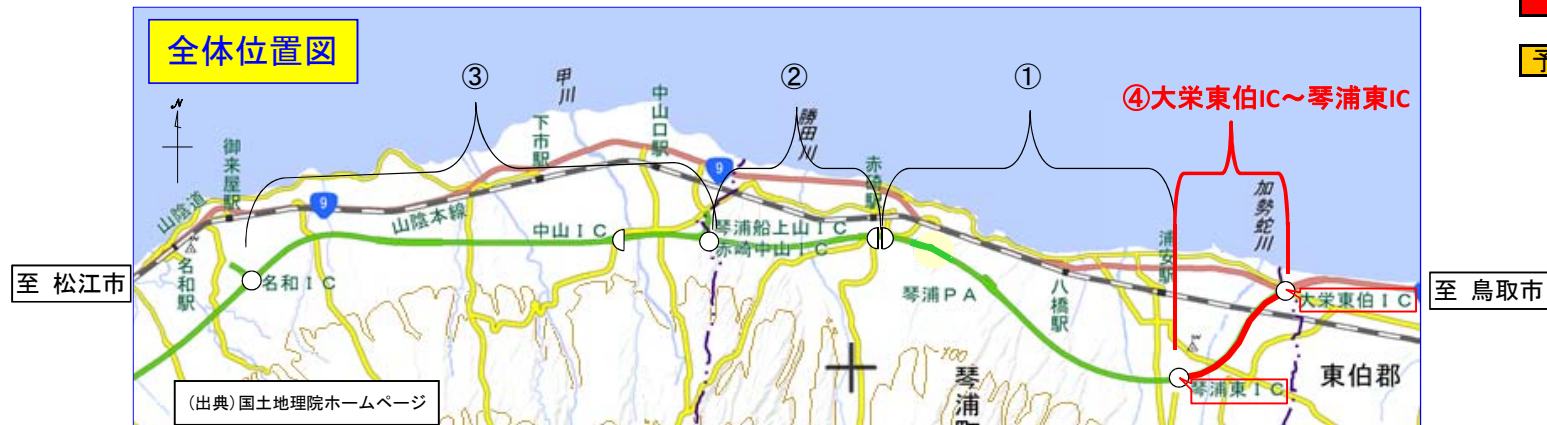 全体位置図
予
③
②
①
④大栄東伯IC～琴浦東IC
N
甲川
中山口駅
下市駅
御来屋駅
勝田川
赤碕駅
加勢蛇川
9
9
山陰道
山陰本線
中山IC
琴浦船上山IC
赤碕中山IC
浦安駅
至 松江市
名和駅
名和IC
琴浦PA
八橋駅
大栄東伯IC
至 鳥取市
100
琴浦東IC
東伯郡
琴浦
(出典)国土地理院ホームページ